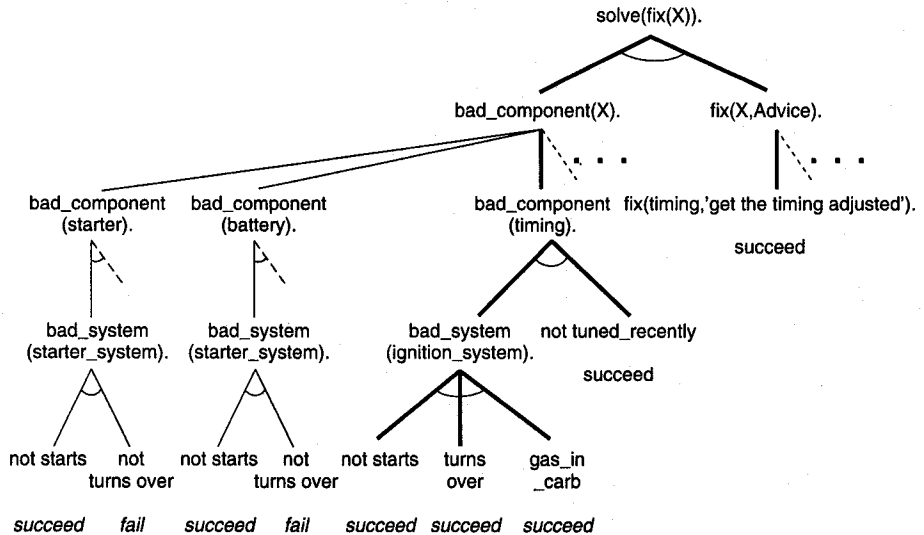 solve(fix(X)).
bad_component(X).
fix(X,Advice).
bad_component
(starter).
bad_component
(battery).
bad_component
(timing).
fix(timing,'get the timing adjusted').
succeed
bad_system
(starter_system).
bad_system
(starter_system).
bad_system
(ignition_system).
not tuned_recently
succeed
not starts
not
turns over
not starts
not
turns over
not starts
turns
over
gas_in
_carb
succeed
fail
succeed
fail
succeed
succeed
succeed